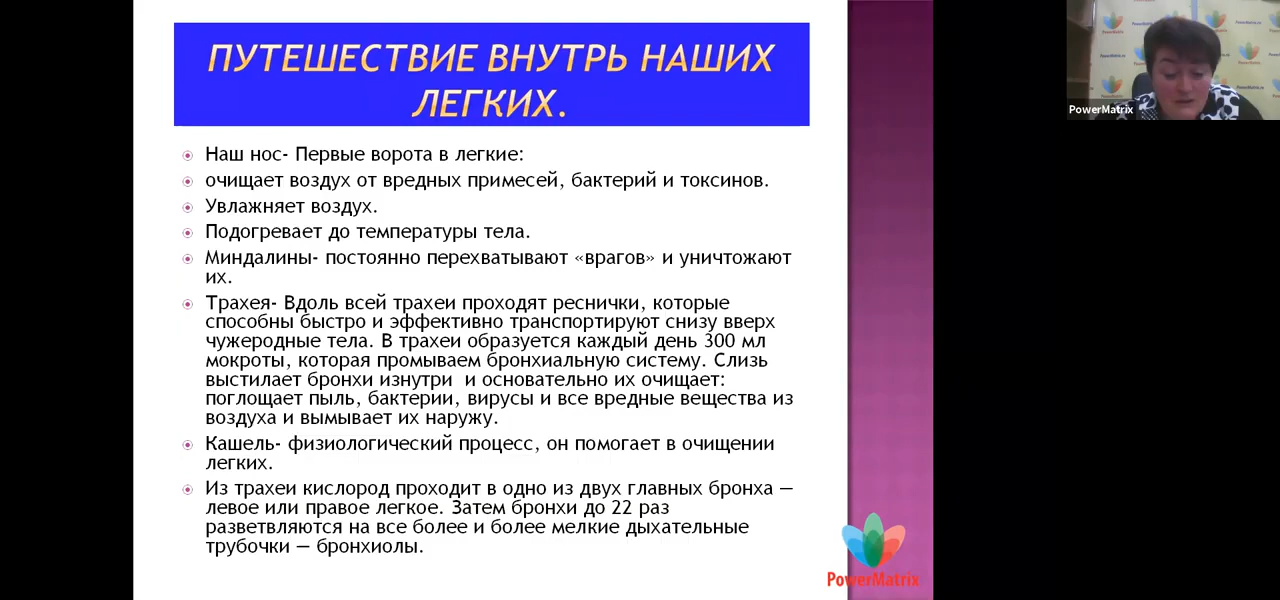 ПУТЕШЕСТВИЕ ВНУТРЬ НАШИХ
ЛЕГКИХ.
Наш нос- Первые ворота в легкие:
очищает воздух от вредных примесей, бактерий и токсинов.
Увлажняет воздух.
Подогревает до температуры тела.
Миндалины- постоянно перехватывают «врагов» и уничтожают
их.
Трахея- Вдоль всей трахеи проходят реснички, которые
способны быстро и эффективно транспортируют снизу вверх
чужеродные тела. В трахеи образуется каждый день 300 мл
мокроты, которая промываем бронхиальную систему. Слизь
выстилает бронхи изнутри и основательно их очищает:
поглощает пыль, бактерии, вирусы и все вредные вещества из
воздуха и вымывает их наружу.
Кашель- физиологический процесс, он помогает в очищении
легких.
Из трахеи кислород проходит в одно из двух главных бронха —
левое или правое легкое. Затем бронхи до 22 раз
разветвляются на все более и более мелкие дыхательные
трубочки — бронхиолы.
PowerMatrix
PowerMatrix